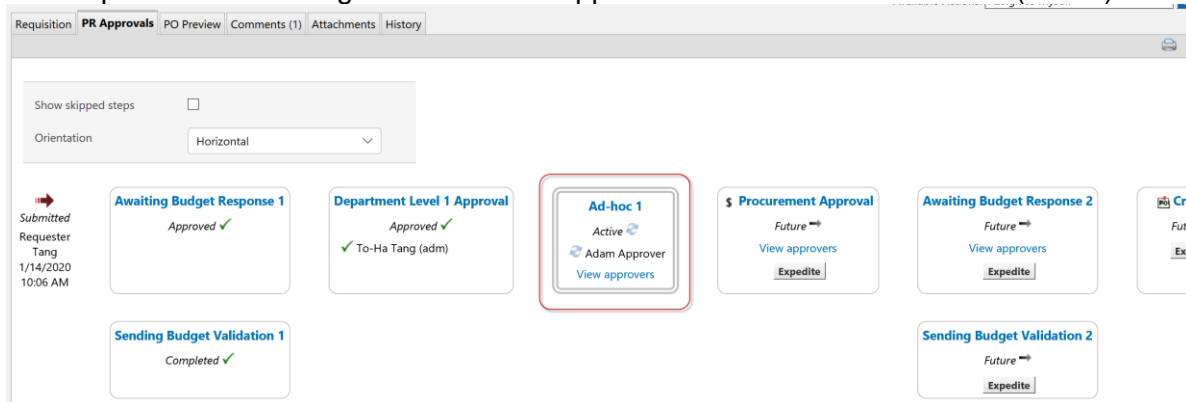 Requisition PR Approvals PO Preview Comments (1) Attachments History
Show skipped steps
Orientation Horizontal
Submitted
Requester
Tang
1/14/2020
10:06 AM
Awaiting Budget Response 1
Approved
Sending Budget Validation 1
Completed
Department Level 1 Approval
Approved
To-Ha Tang (adm)
Ad-hoc 1
Active
Adam Approver
View approvers
$ Procurement Approval
Future
View approvers
Expedite
Awaiting Budget Response 2
Future
View approvers
Expedite
Sending Budget Validation 2
Future
Expedite
PO